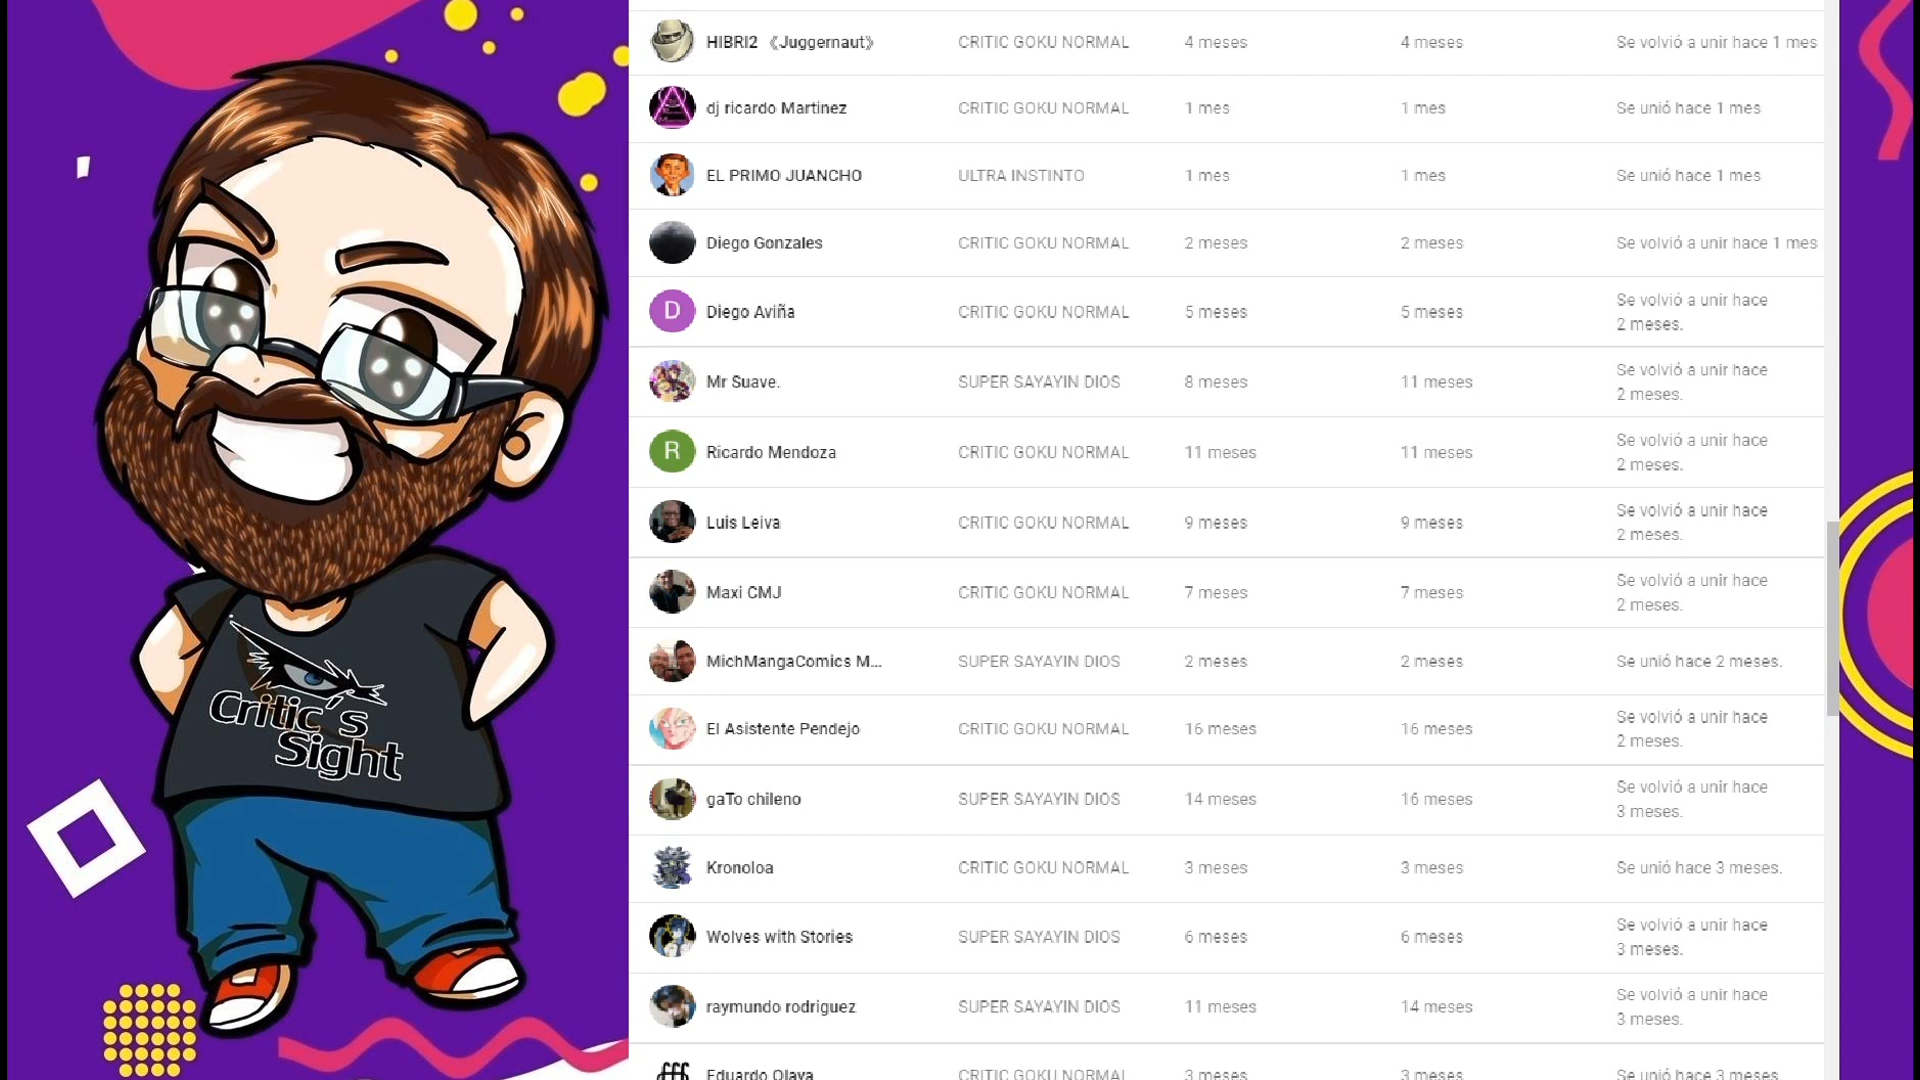 HIBRI2 《Juggernaut》 CRITIC GOKU NORMAL 4 meses 4 meses Se volvió a unir hace 1 mes
dj ricardo Martinez CRITIC GOKU NORMAL 1 mes 1 mes Se unió hace 1 mes
EL PRIMO JUANCHO ULTRA INSTINTO 1 mes 1 mes Se unió hace 1 mes
Diego Gonzales CRITIC GOKU NORMAL 2 meses 2 meses Se volvió a unir hace 1 mes
D Diego Aviña CRITIC GOKU NORMAL 5 meses 5 meses Se volvió a unir hace
2 meses.
Mr Suave. SUPER SAYAYIN DIOS 8 meses 11 meses Se volvió a unir hace
2 meses.
R Ricardo Mendoza CRITIC GOKU NORMAL 11 meses 11 meses Se volvió a unir hace
2 meses.
Luis Leiva CRITIC GOKU NORMAL 9 meses 9 meses Se volvió a unir hace
2 meses.
Maxi CMJ CRITIC GOKU NORMAL 7 meses 7 meses Se volvió a unir hace
2 meses.
MichMangaComics M... SUPER SAYAYIN DIOS 2 meses 2 meses Se unió hace 2 meses.
El Asistente Pendejo CRITIC GOKU NORMAL 16 meses 16 meses Se volvió a unir hace
2 meses.
gaTo chileno SUPER SAYAYIN DIOS 14 meses 16 meses Se volvió a unir hace
3 meses.
Kronoloa CRITIC GOKU NORMAL 3 meses 3 meses Se unió hace 3 meses.
Wolves with Stories SUPER SAYAYIN DIOS 6 meses 6 meses Se volvió a unir hace
3 meses.
raymundo rodriguez SUPER SAYAYIN DIOS 11 meses 14 meses Se volvió a unir hace
3 meses.
fff Eduardo Olaya CRITIC GOKU NORMAL 3 meses 3 meses Se unió hace 3 meses.
Critic's
Sight